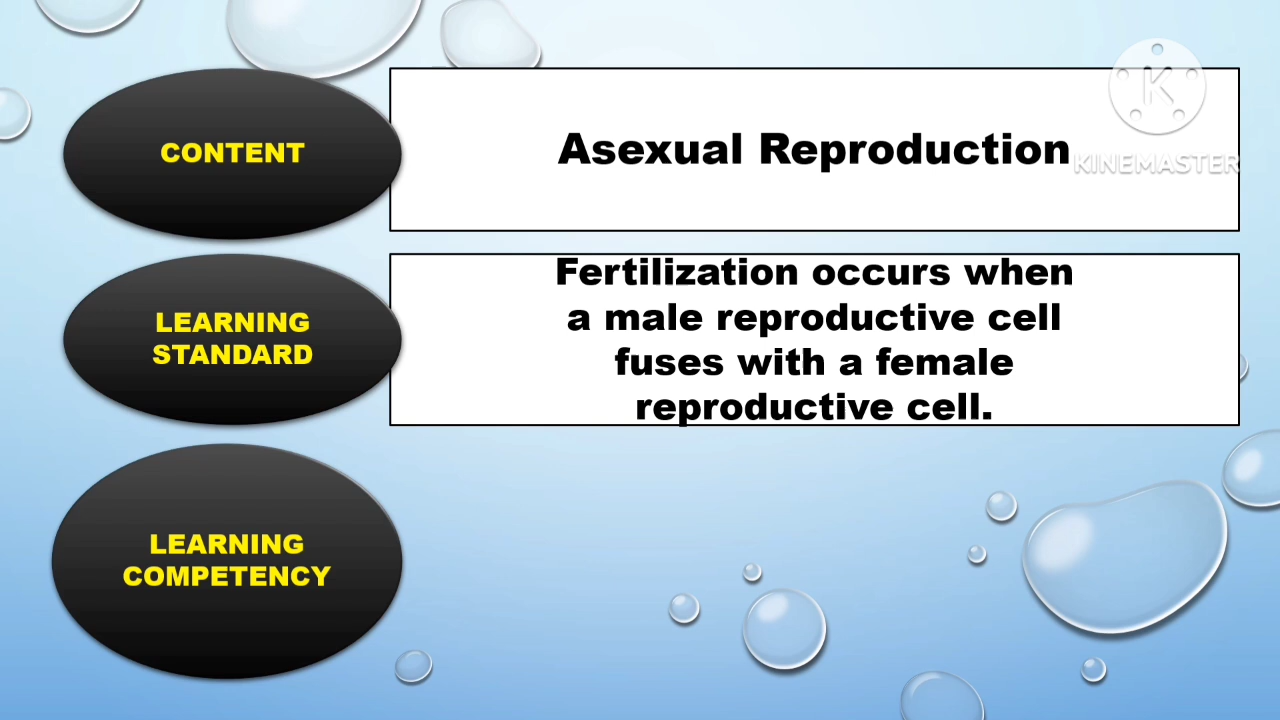 CONTENT
Asexual Reproduction
K
KINEMASTER
LEARNING
STANDARD
Fertilization occurs when
a male reproductive cell
fuses with a female
reproductive cell.
LEARNING
COMPETENCY